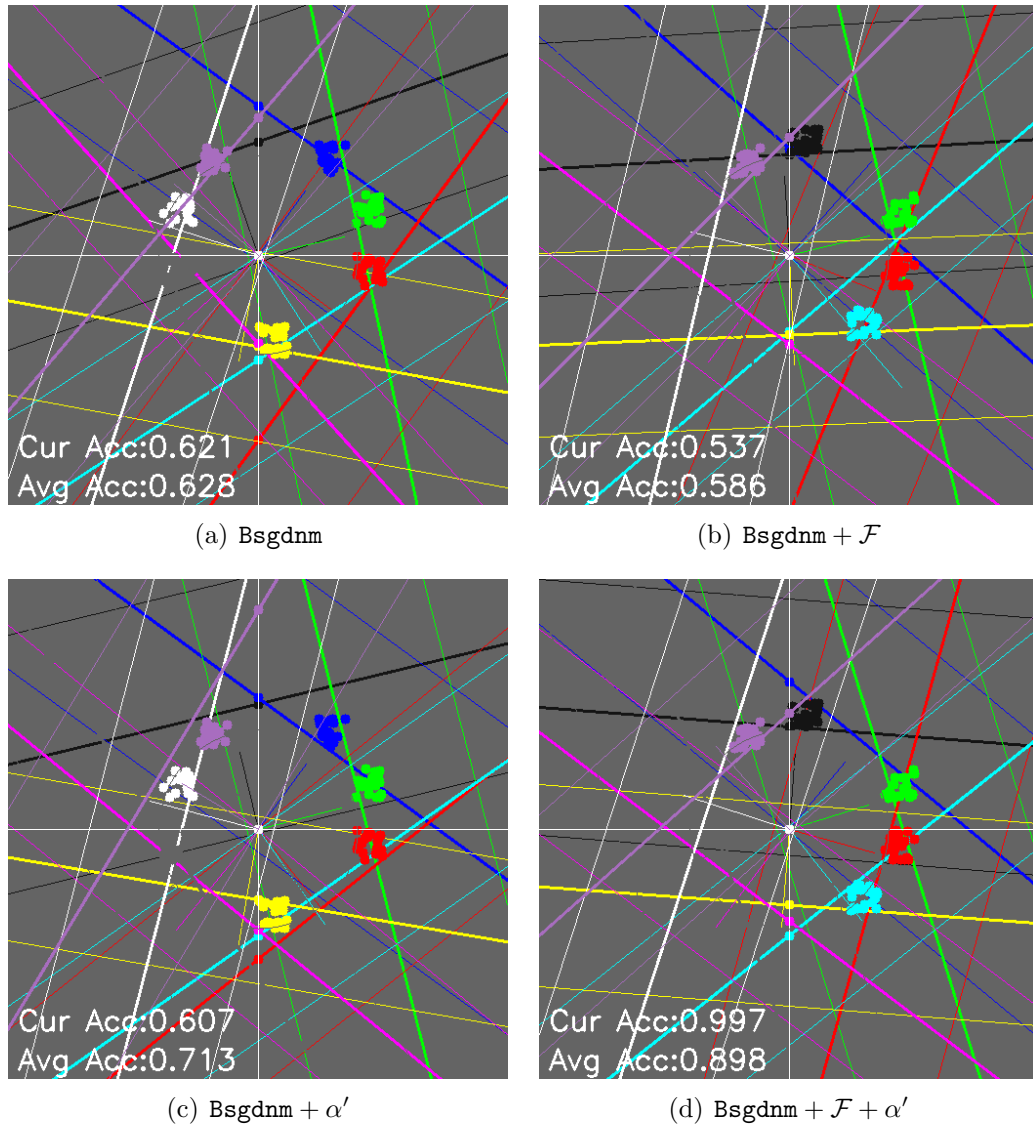 Cur Acc:0.621
Avg Acc:0.628
(a) Bsgdnm
Cur Acc:0.537
Avg Acc:0.586
(b) Bsgdnm + ℱ
Cur Acc:0.607
Avg Acc:0.713
(c) Bsgdnm + α′
Cur Acc:0.997
Avg Acc:0.898
(d) Bsgdnm + ℱ + α′